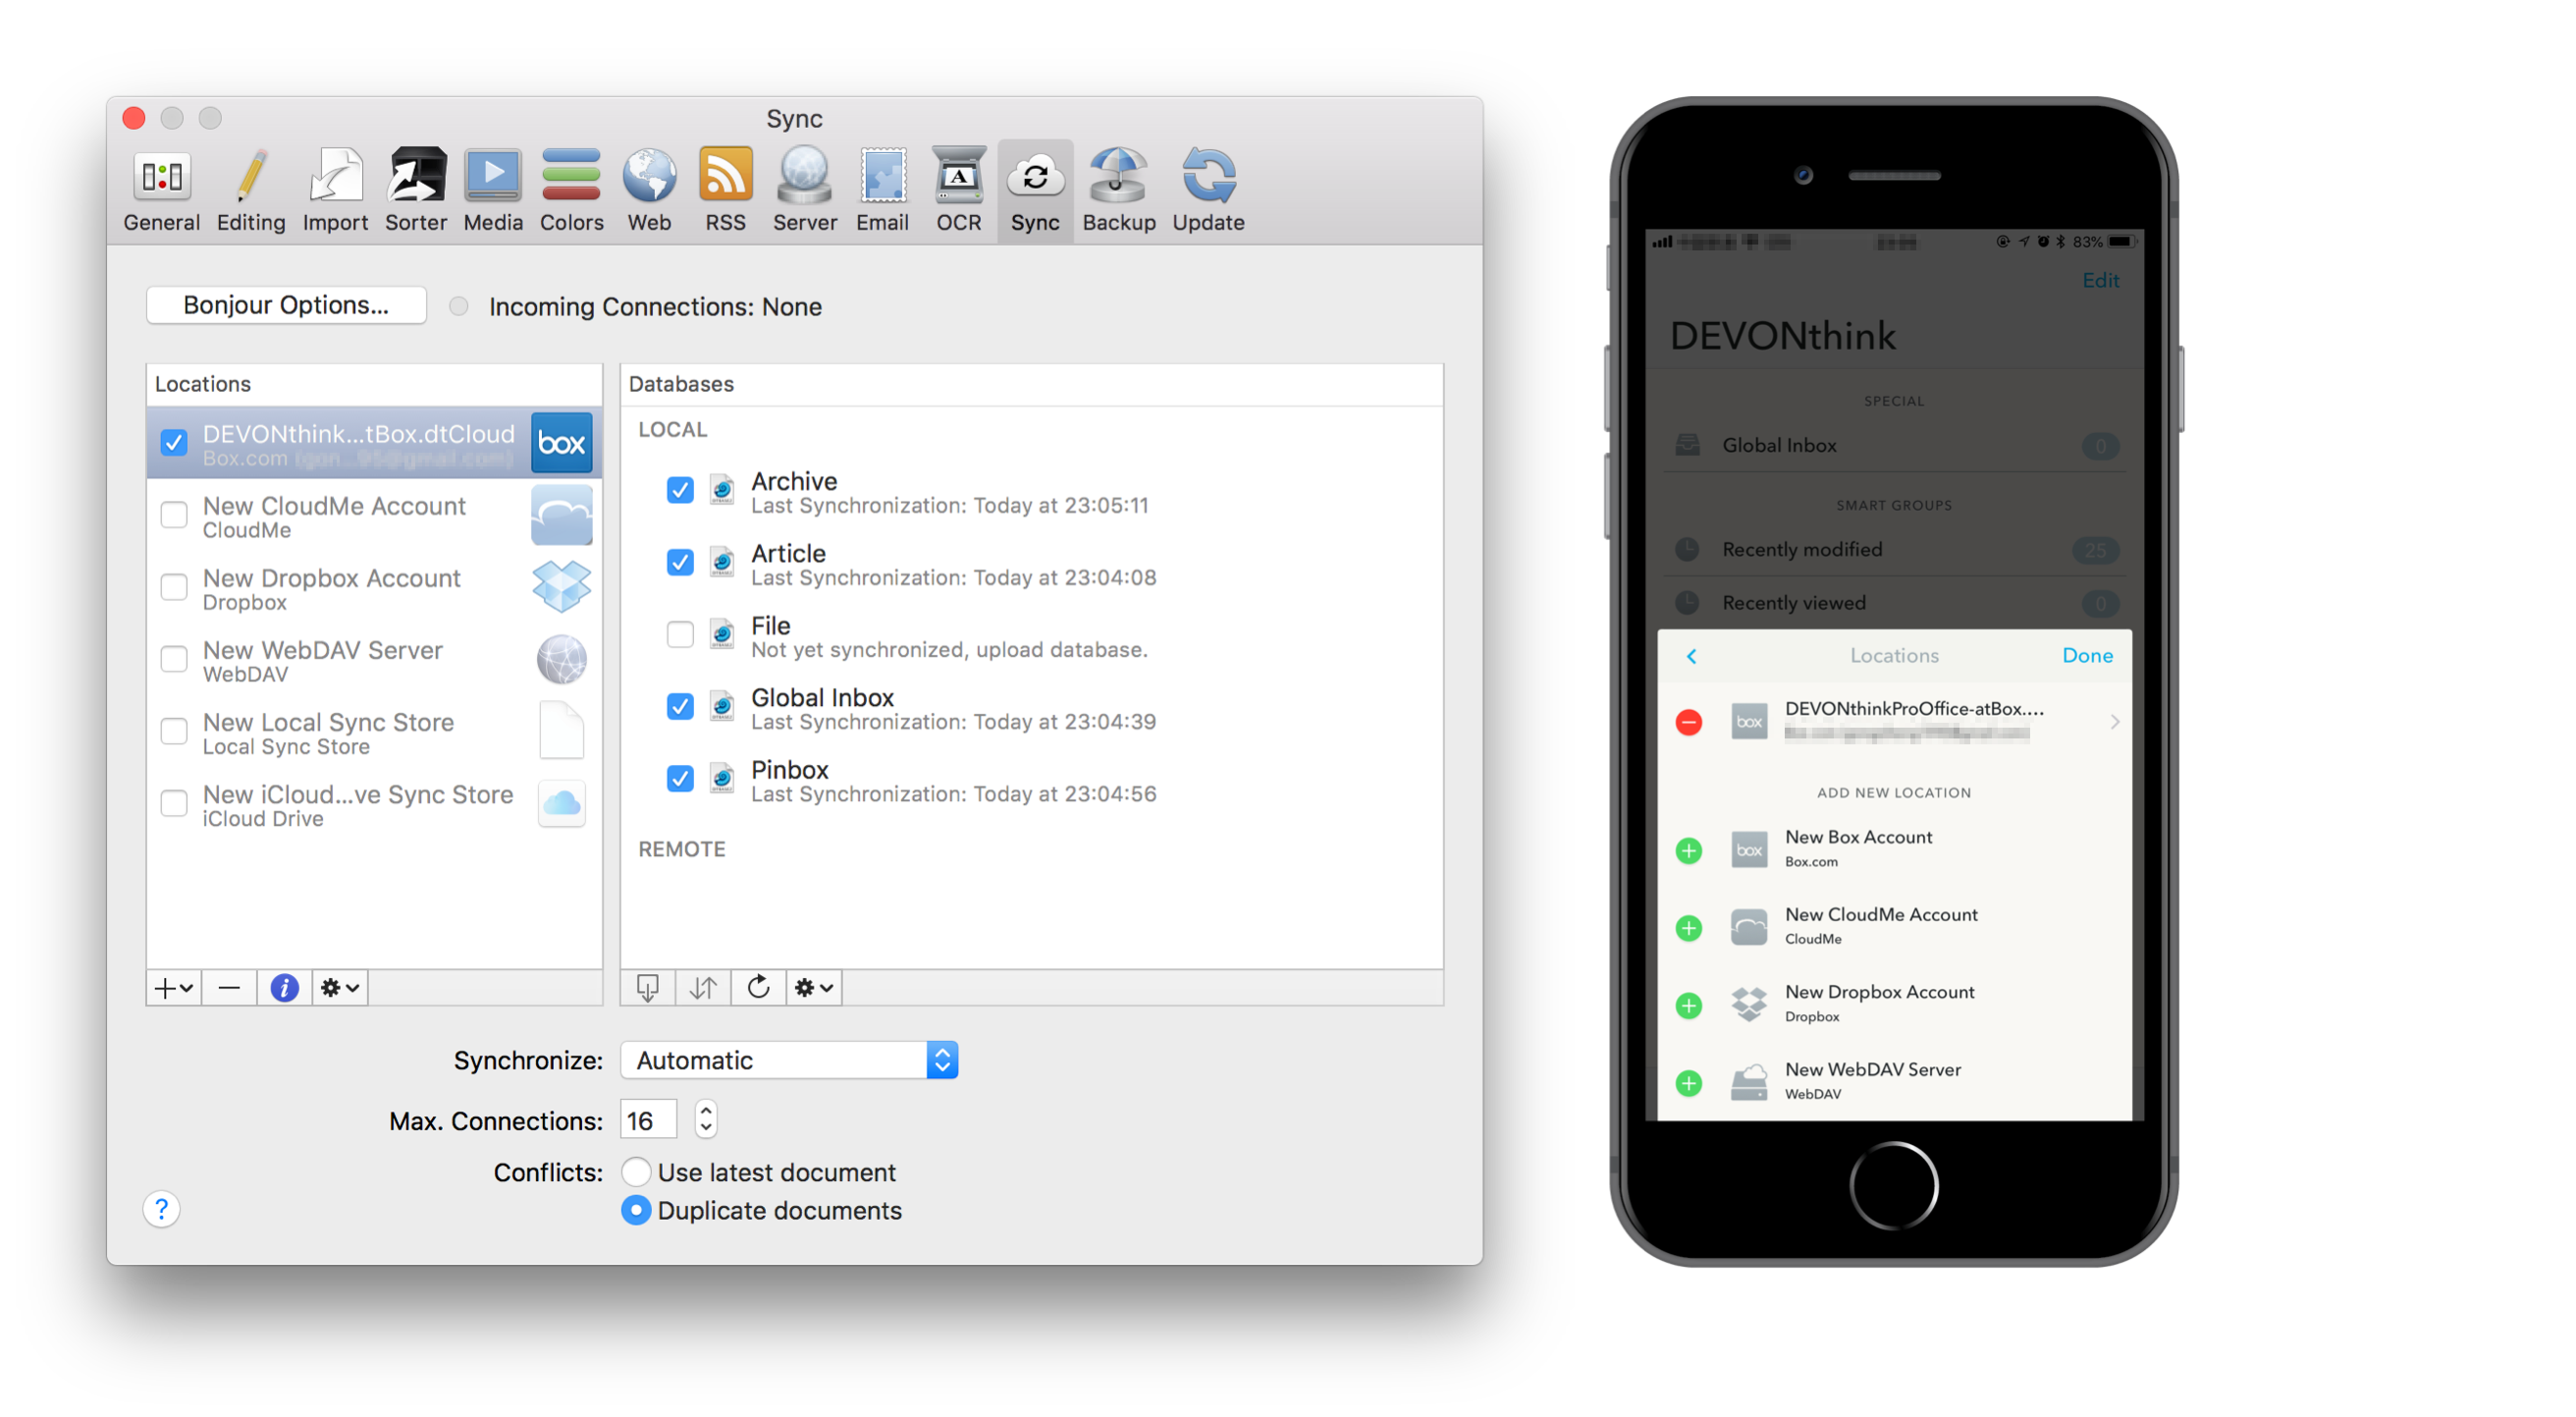 Sync
General Editing Import Sorter Media Colors Web RSS Server Email OCR Sync Backup Update
Bonjour Options...
Incoming Connections: None
Locations
DEVONthink...tBox.dtCloud
Box.com
box
New CloudMe Account
CloudMe
New Dropbox Account
Dropbox
New WebDAV Server
WebDAV
New Local Sync Store
Local Sync Store
New iCloud...ve Sync Store
iCloud Drive
Databases
LOCAL
Archive
Last Synchronization: Today at 23:05:11
Article
Last Synchronization: Today at 23:04:08
File
Not yet synchronized, upload database.
Global Inbox
Last Synchronization: Today at 23:04:39
Pinbox
Last Synchronization: Today at 23:04:56
REMOTE
Synchronize: Automatic
Max. Connections: 16
Conflicts: Use latest document
Duplicate documents
?
83%
Edit
DEVONthink
SPECIAL
Global Inbox 0
SMART GROUPS
Recently modified 25
Recently viewed 0
Locations Done
box
DEVONthinkProOffice-atBox....
ADD NEW LOCATION
box
New Box Account
Box.com
New CloudMe Account
CloudMe
New Dropbox Account
Dropbox
New WebDAV Server
WebDAV